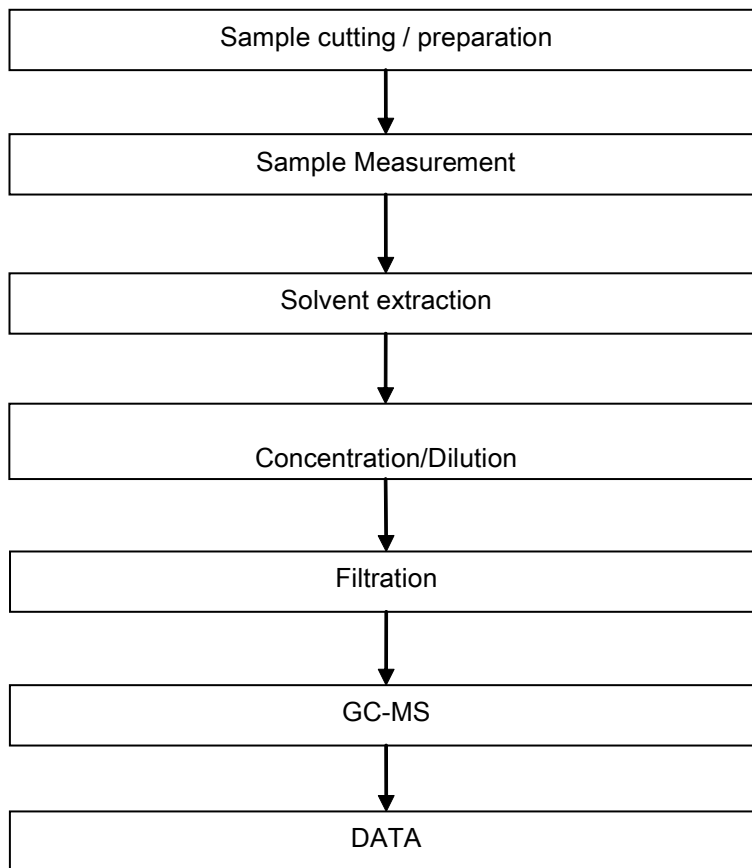 Sample cutting / preparation
Sample Measurement
Solvent extraction
Concentration/Dilution
Filtration
GC-MS
DATA